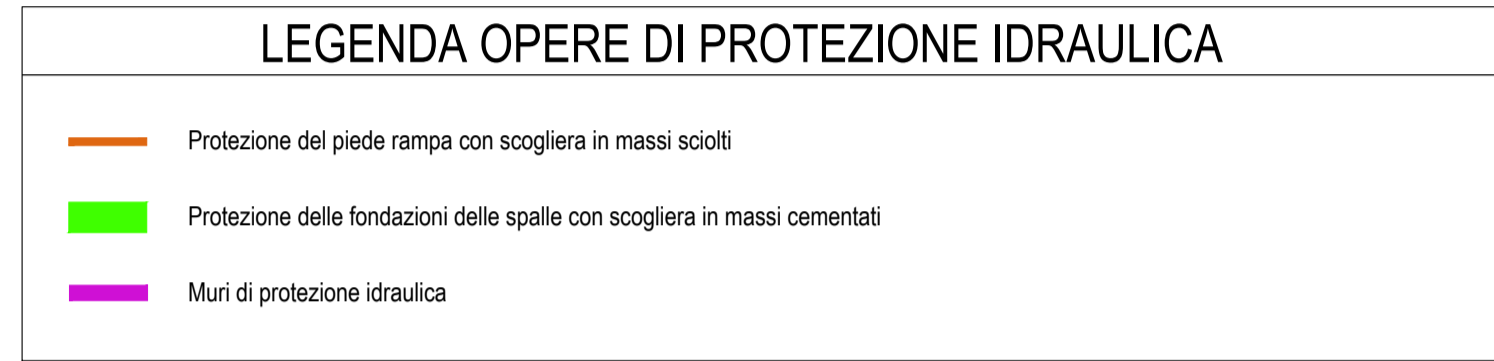 LEGENDA OPERE DI PROTEZIONE IDRAULICA
Protezione del piede rampa con scogliera in massi sciolti
Protezione delle fondazioni delle spalle con scogliera in massi cementati
Muri di protezione idraulica